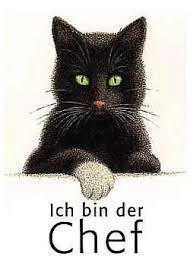 Ich bin der
Chef